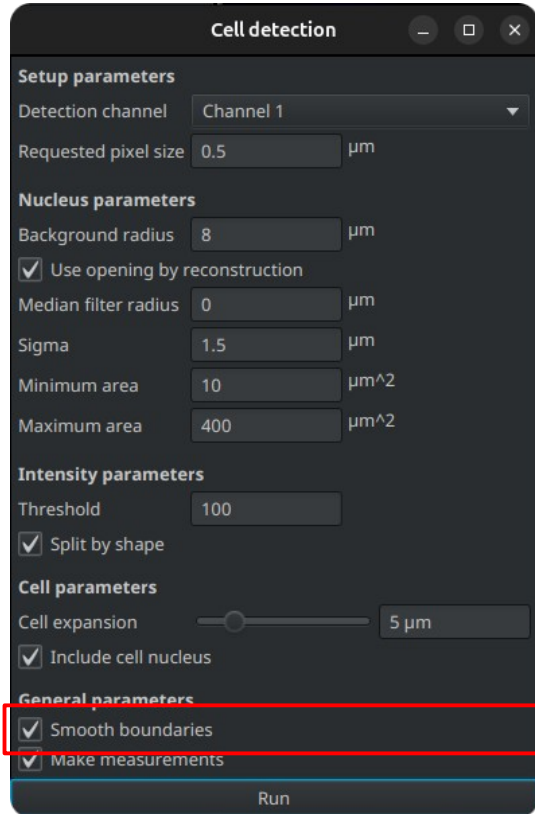 Cell detection
Setup parameters
Detection channel Channel 1
Requested pixel size 0.5 µm
Nucleus parameters
Background radius 8 µm
Use opening by reconstruction
Median filter radius 0 µm
Sigma 1.5 µm
Minimum area 10 µm^2
Maximum area 400 µm^2
Intensity parameters
Threshold 100
Split by shape
Cell parameters
Cell expansion 5 µm
Include cell nucleus
General parameters
Smooth boundaries
Make measurements
Run